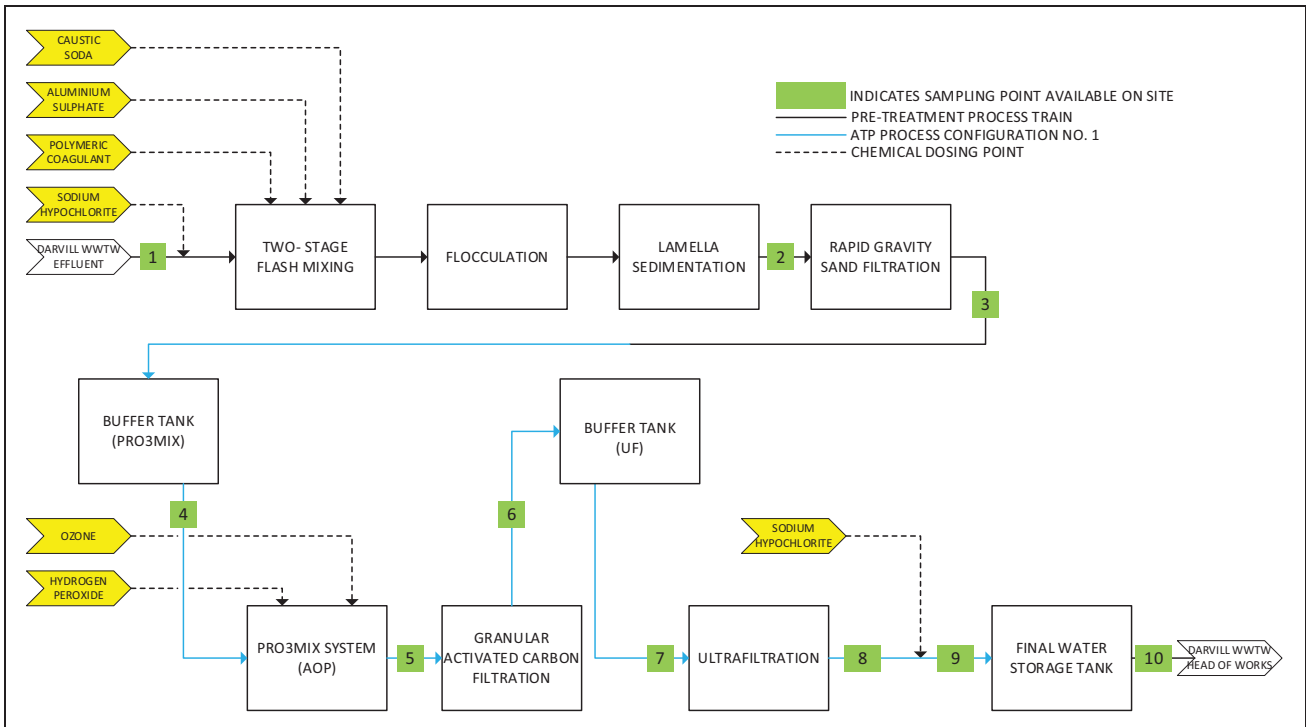 CAUSTIC
SODA
ALUMINIUM
SULPHATE
POLYMERIC
COAGULANT
SODIUM
HYPOCHLORITE
DARVILL WWTW
EFFLUENT
1
TWO- STAGE
FLASH MIXING
FLOCCULATION
LAMELLA
SEDIMENTATION
2
RAPID GRAVITY
SAND FILTRATION
3
INDICATES SAMPLING POINT AVAILABLE ON SITE
PRE-TREATMENT PROCESS TRAIN
ATP PROCESS CONFIGURATION NO. 1
CHEMICAL DOSING POINT
BUFFER TANK
(PRO3MIX)
4
OZONE
HYDROGEN
PEROXIDE
PRO3MIX SYSTEM
(AOP)
5
GRANULAR
ACTIVATED CARBON
FILTRATION
6
BUFFER TANK
(UF)
7
ULTRAFILTRATION
8
SODIUM
HYPOCHLORITE
9
FINAL WATER
STORAGE TANK
10
DARVILL WWTW
HEAD OF WORKS